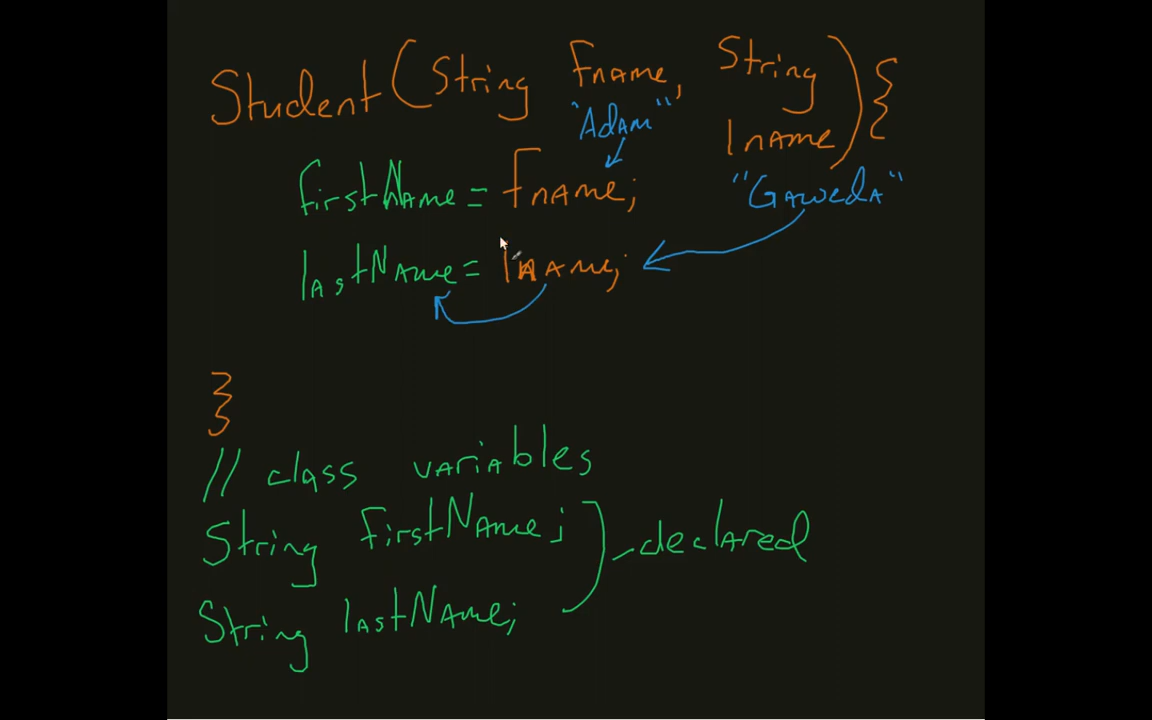 Student(String fname, String
lname){
"Adam"
"Gaweda"
firstName = fname;
lastName = lname;
}
// class variables
String firstName;
String lastName;
declared